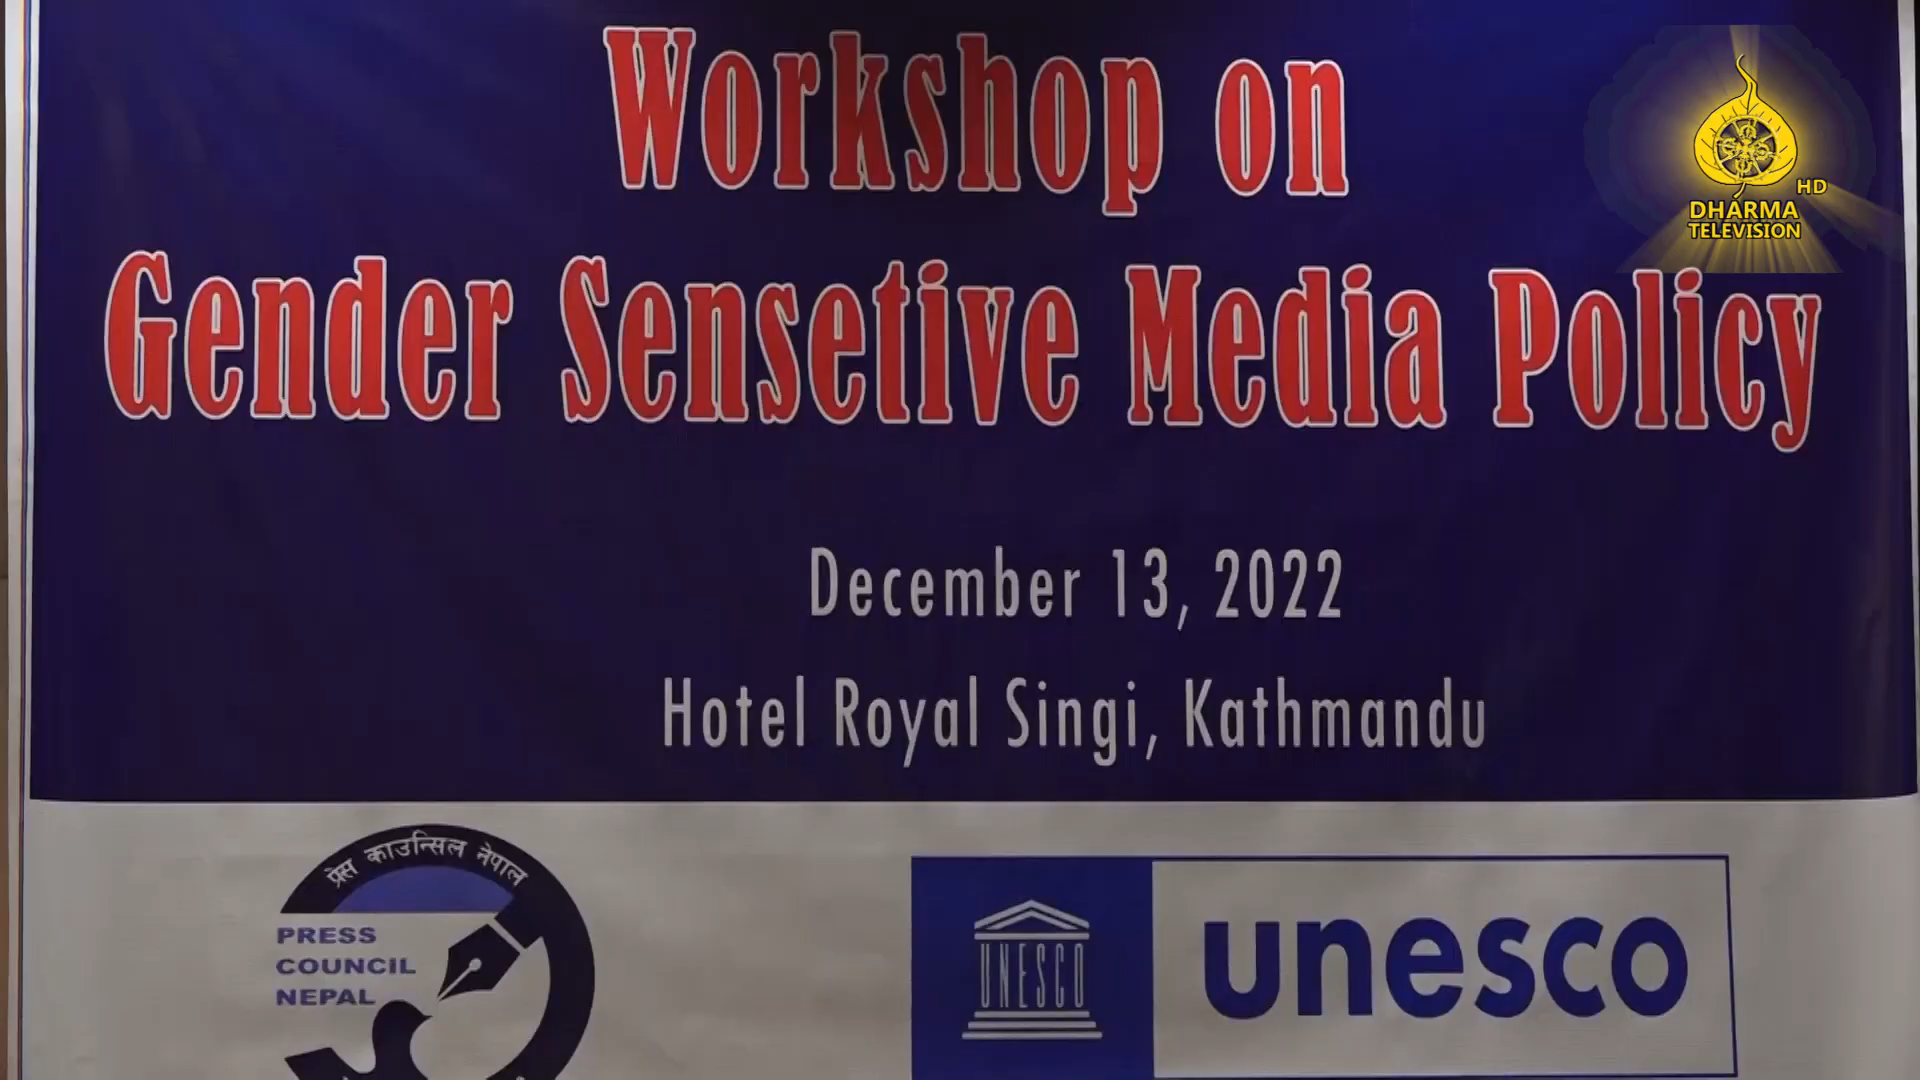 Workshop on
HD
DHARMA
TELEVISION
Gender Sensetive Media Policy
December 13, 2022
Hotel Royal Singi, Kathmandu
प्रेस काउन्सिल नेपाल
PRESS
COUNCIL
NEPAL
UNESCO
unesco